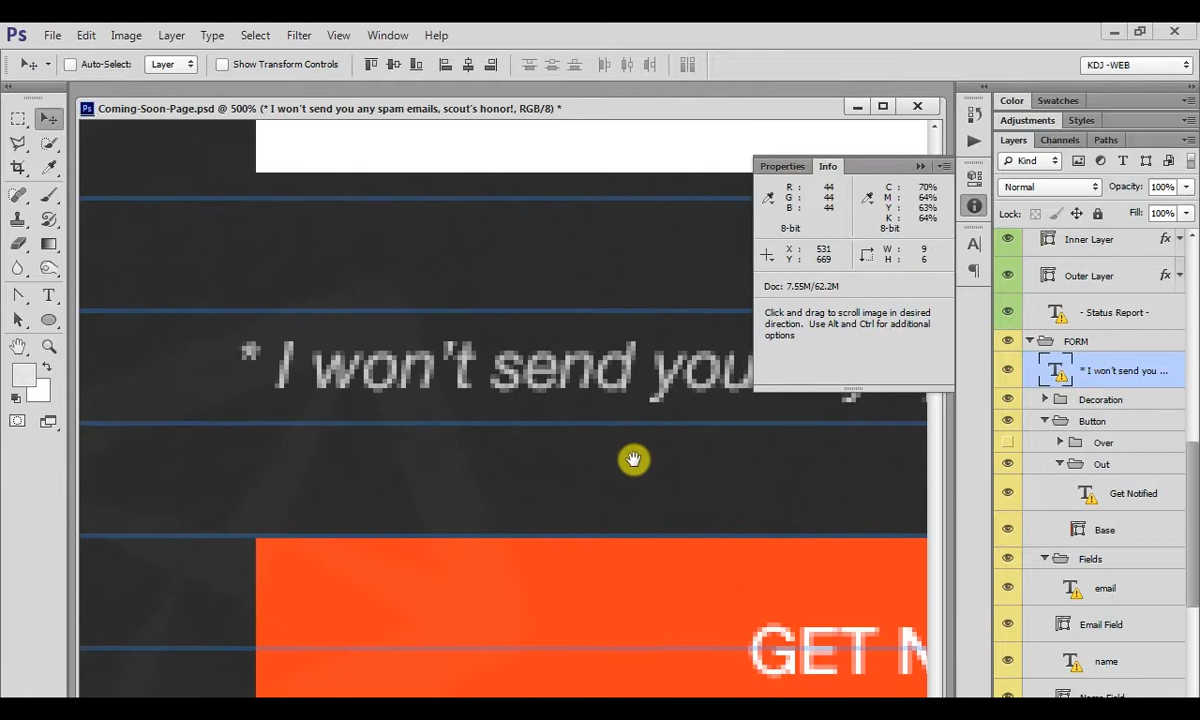 Ps File Edit Image Layer Type Select Filter View Window Help
Auto-Select: Layer Show Transform Controls KDJ -WEB
Coming-Soon-Page.psd @ 500% (* I won't send you any spam emails, scout's honor!, RGB/8) *
Color Swatches
Adjustments Styles
Layers Channels Paths
Kind
Normal Opacity: 100%
Lock: Fill: 100%
Inner Layer fx
Outer Layer fx
- Status Report -
FORM
* I won't send you ...
Decoration
Button
Over
Out
Get Notified
Base
Fields
email
Email Field
name
Properties Info
R: 44 C: 70%
G: 44 M: 64%
B: 44 Y: 63%
K: 64%
8-bit 8-bit
X: 531 W: 9
Y: 669 H: 6
Doc: 7.55M/62.2M
Click and drag to scroll image in desired
direction. Use Alt and Ctrl for additional
options
* I won't send you
GET N